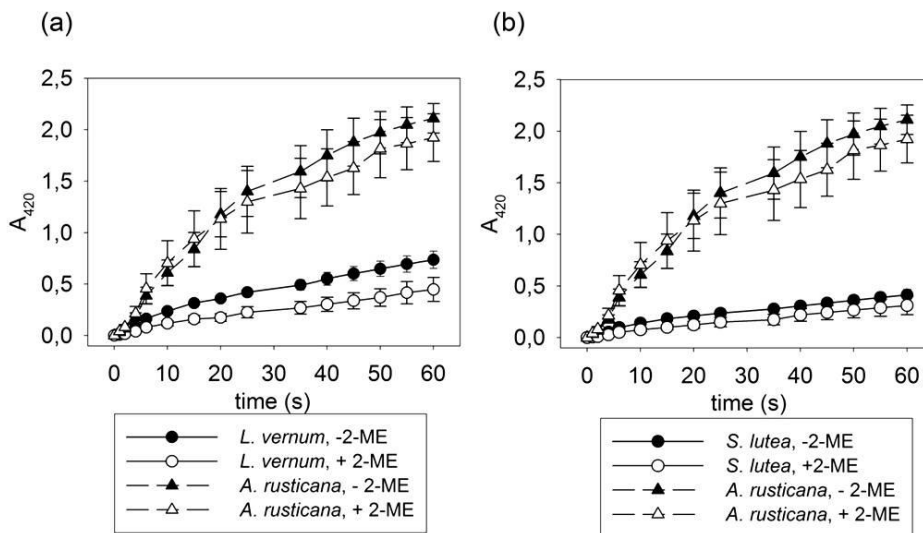 (a)
2,5
2,0
1,5
1,0
0,5
0,0
A420
0 10 20 30 40 50 60
time (s)
L. vernum, -2-ME
L. vernum, + 2-ME
A. rusticana, - 2-ME
A. rusticana, + 2-ME
(b)
2,5
2,0
1,5
1,0
0,5
0,0
A420
0 10 20 30 40 50 60
time (s)
S. lutea, -2-ME
S. lutea, +2-ME
A. rusticana, - 2-ME
A. rusticana, + 2-ME